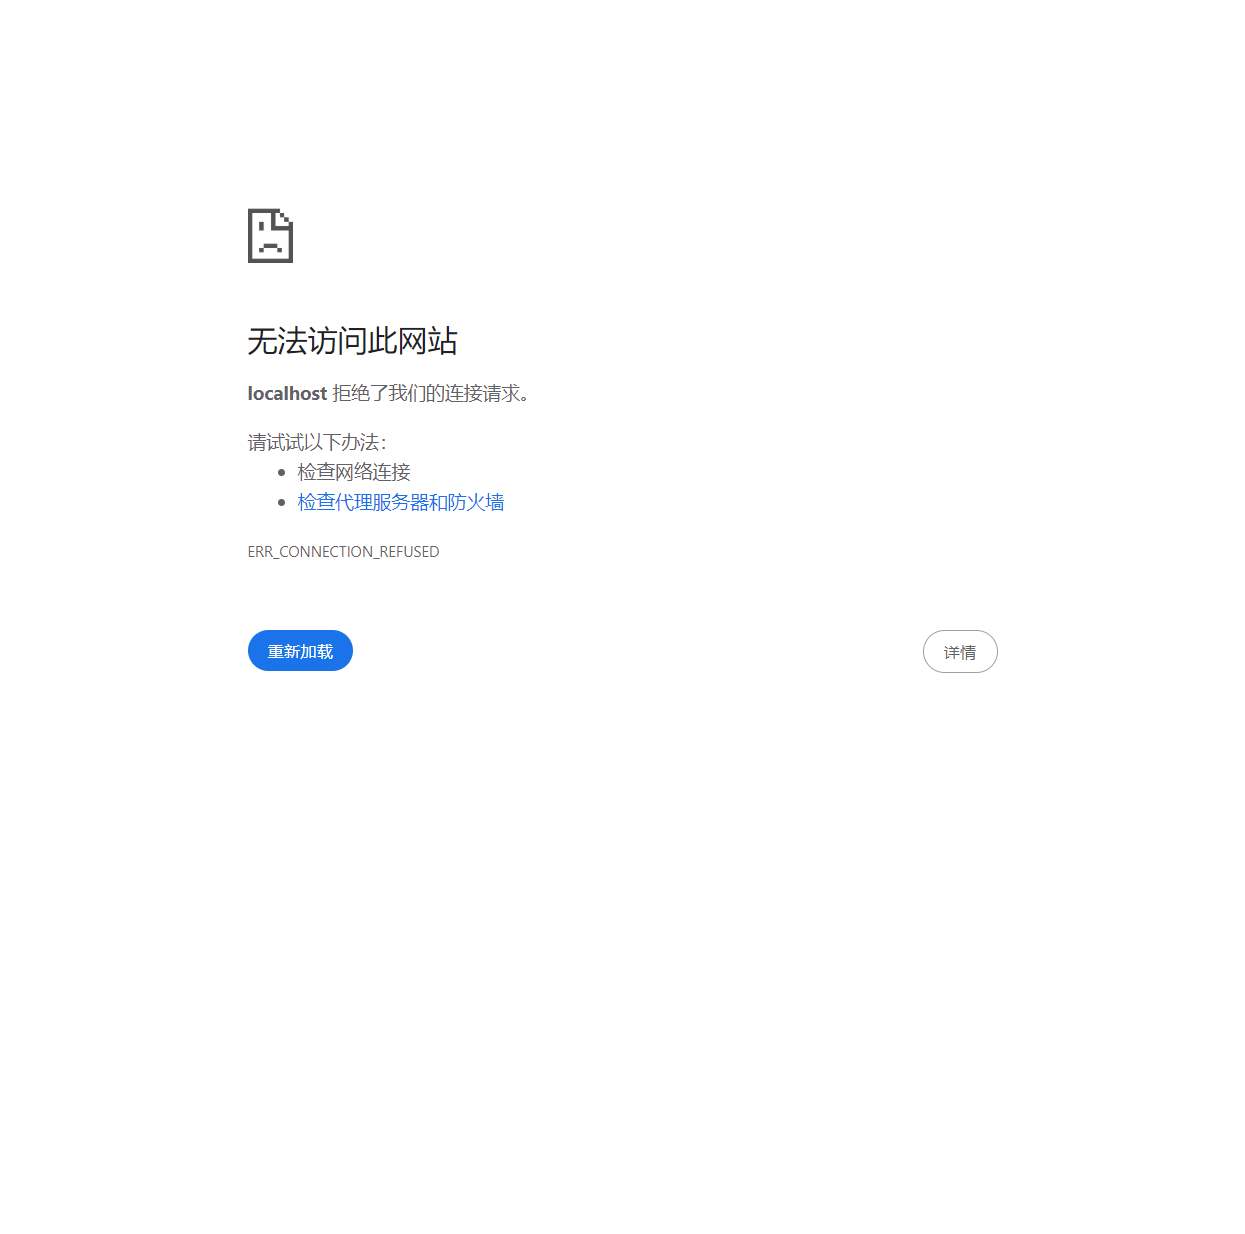 无法访问此网站
localhost 拒绝了我们的连接请求。
请试试以下办法：
检查网络连接
检查代理服务器和防火墙
ERR_CONNECTION_REFUSED
重新加载
详情